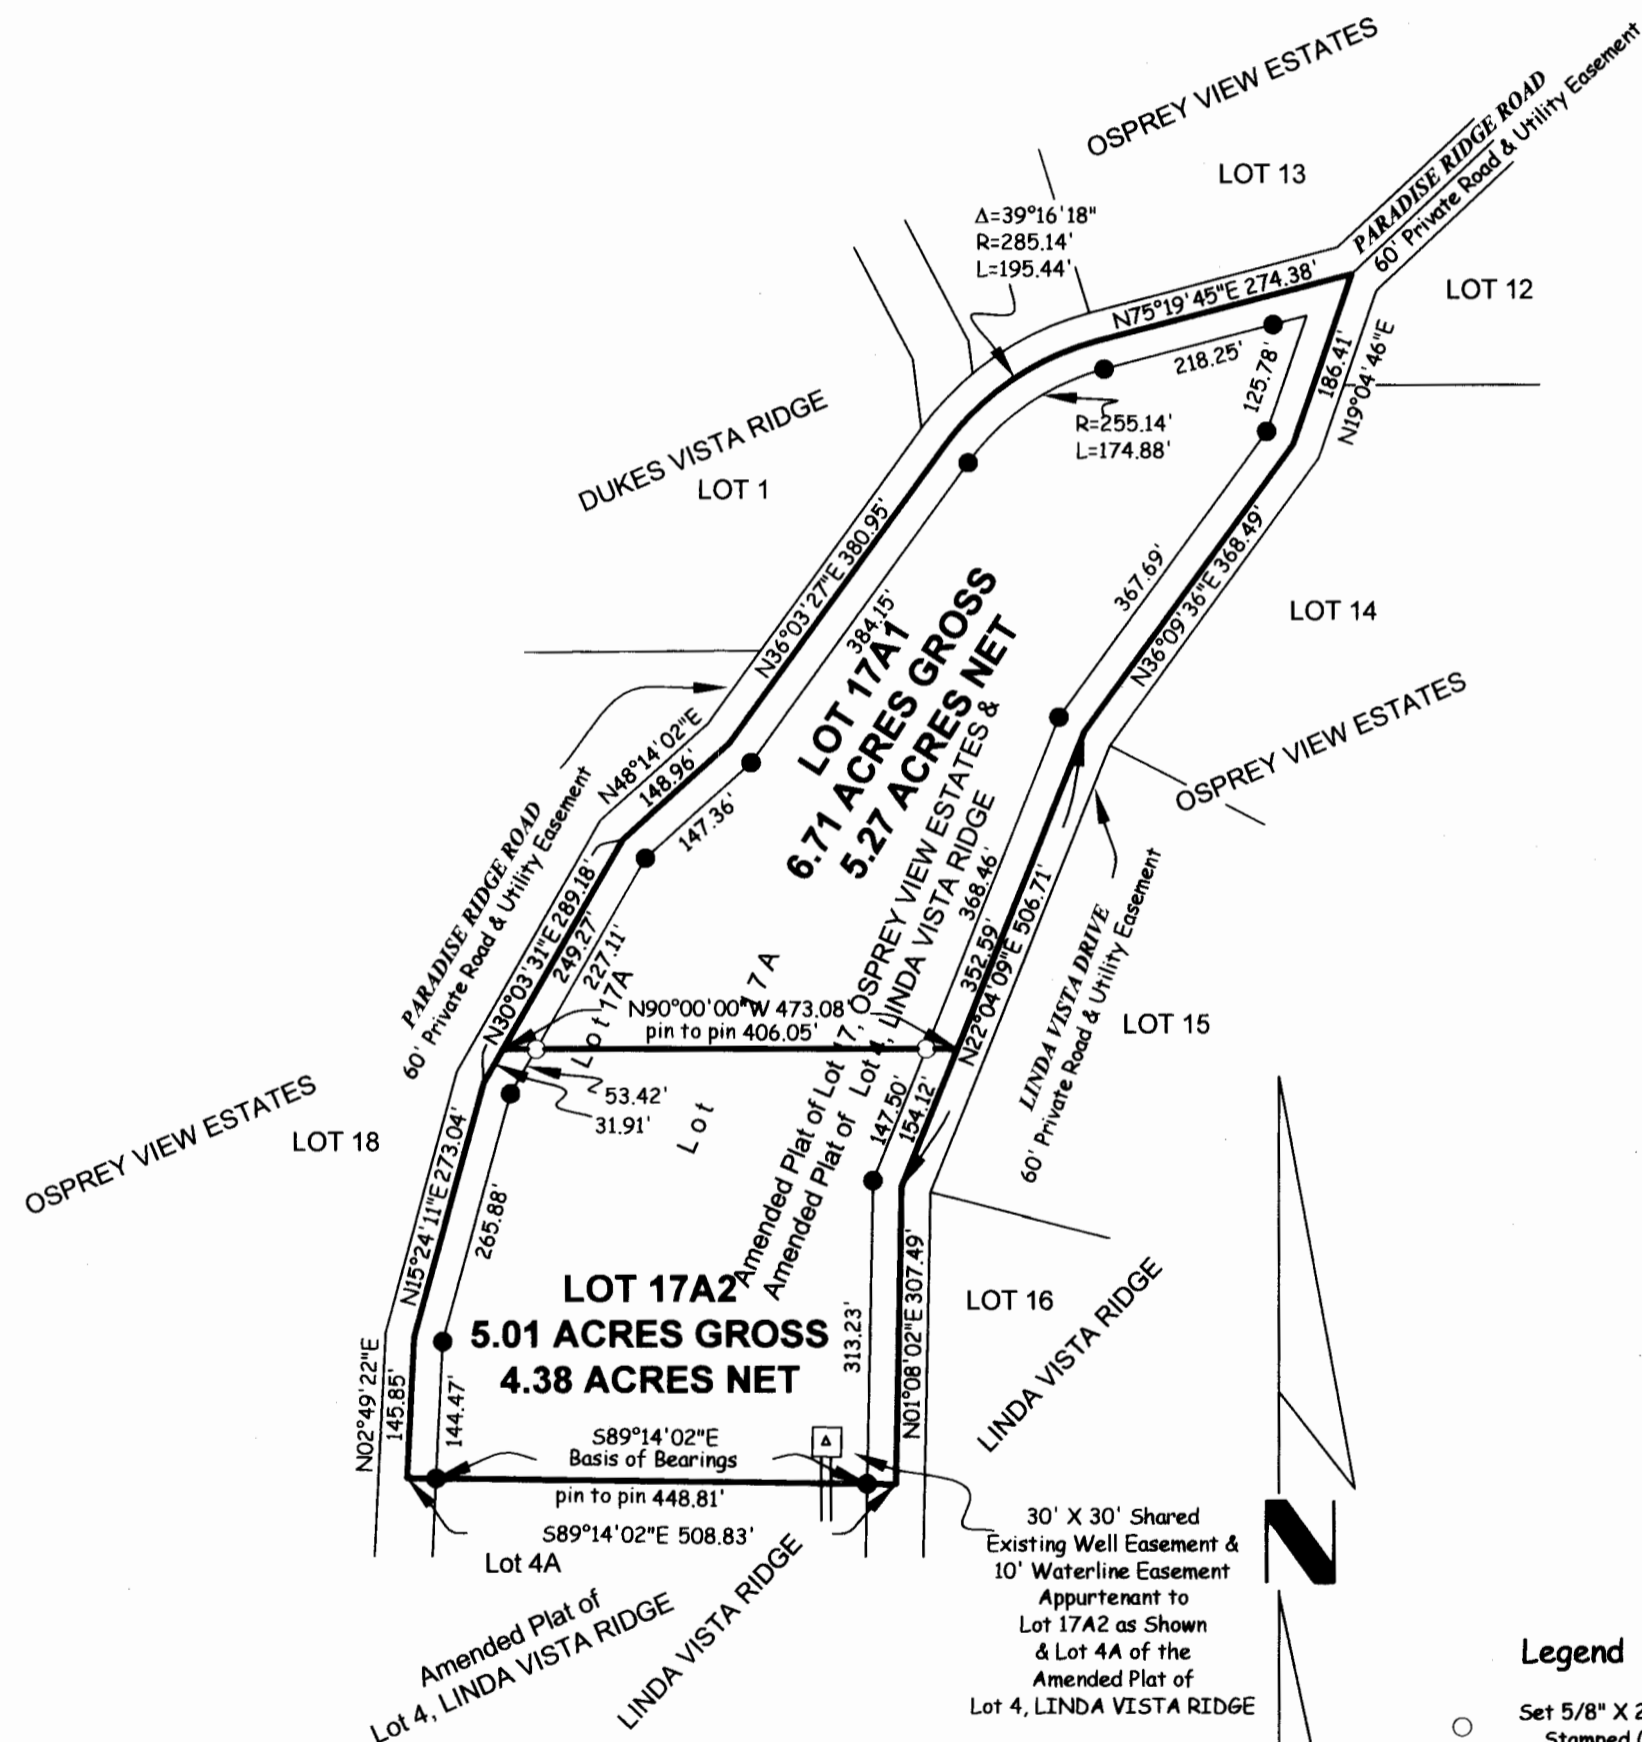 OSPREY VIEW ESTATES
LOT 13
PARADISE RIDGE ROAD
60' Private Road & Utility Easement
Δ=39°16'18"
R=285.14'
L=195.44'
N75°19'45"E 274.38'
LOT 12
218.25'
125.78'
186.41'
N19°04'46"E
R=255.14'
L=174.88'
DUKES VISTA RIDGE
LOT 1
N36°03'27"E 380.95'
384.15'
367.69'
N36°09'36"E 368.49'
LOT 14
LOT 17A1
6.71 ACRES GROSS
5.27 ACRES NET
OSPREY VIEW ESTATES
N48°14'02"E
148.96'
147.36'
PARADISE RIDGE ROAD
60' Private Road & Utility Easement
N30°03'31"E 289.18'
249.27'
227.11'
Lot 17A
Lot 17A
Amended Plat of Lot 17, OSPREY VIEW ESTATES &
Amended Plat of Lot 4, LINDA VISTA RIDGE
368.46'
352.59'
N22°04'09"E 506.71'
LINDA VISTA DRIVE
60' Private Road & Utility Easement
LOT 15
N90°00'00"W 473.08'
pin to pin 406.05'
53.42'
31.91'
147.50'
154.12'
OSPREY VIEW ESTATES
LOT 18
N15°24'11"E 273.04'
265.88'
LOT 17A2
5.01 ACRES GROSS
4.38 ACRES NET
313.23'
N01°08'02"E 307.49'
LOT 16
LINDA VISTA RIDGE
N02°49'22"E
145.85'
144.47'
S89°14'02"E
Basis of Bearings
Δ
pin to pin 448.81'
S89°14'02"E 508.83'
Lot 4A
Amended Plat of
Lot 4, LINDA VISTA RIDGE
LINDA VISTA RIDGE
30' X 30' Shared
Existing Well Easement &
10' Waterline Easement
Appurtenant to
Lot 17A2 as Shown
& Lot 4A of the
Amended Plat of
Lot 4, LINDA VISTA RIDGE
N
Legend
Set 5/8" X
Stamped